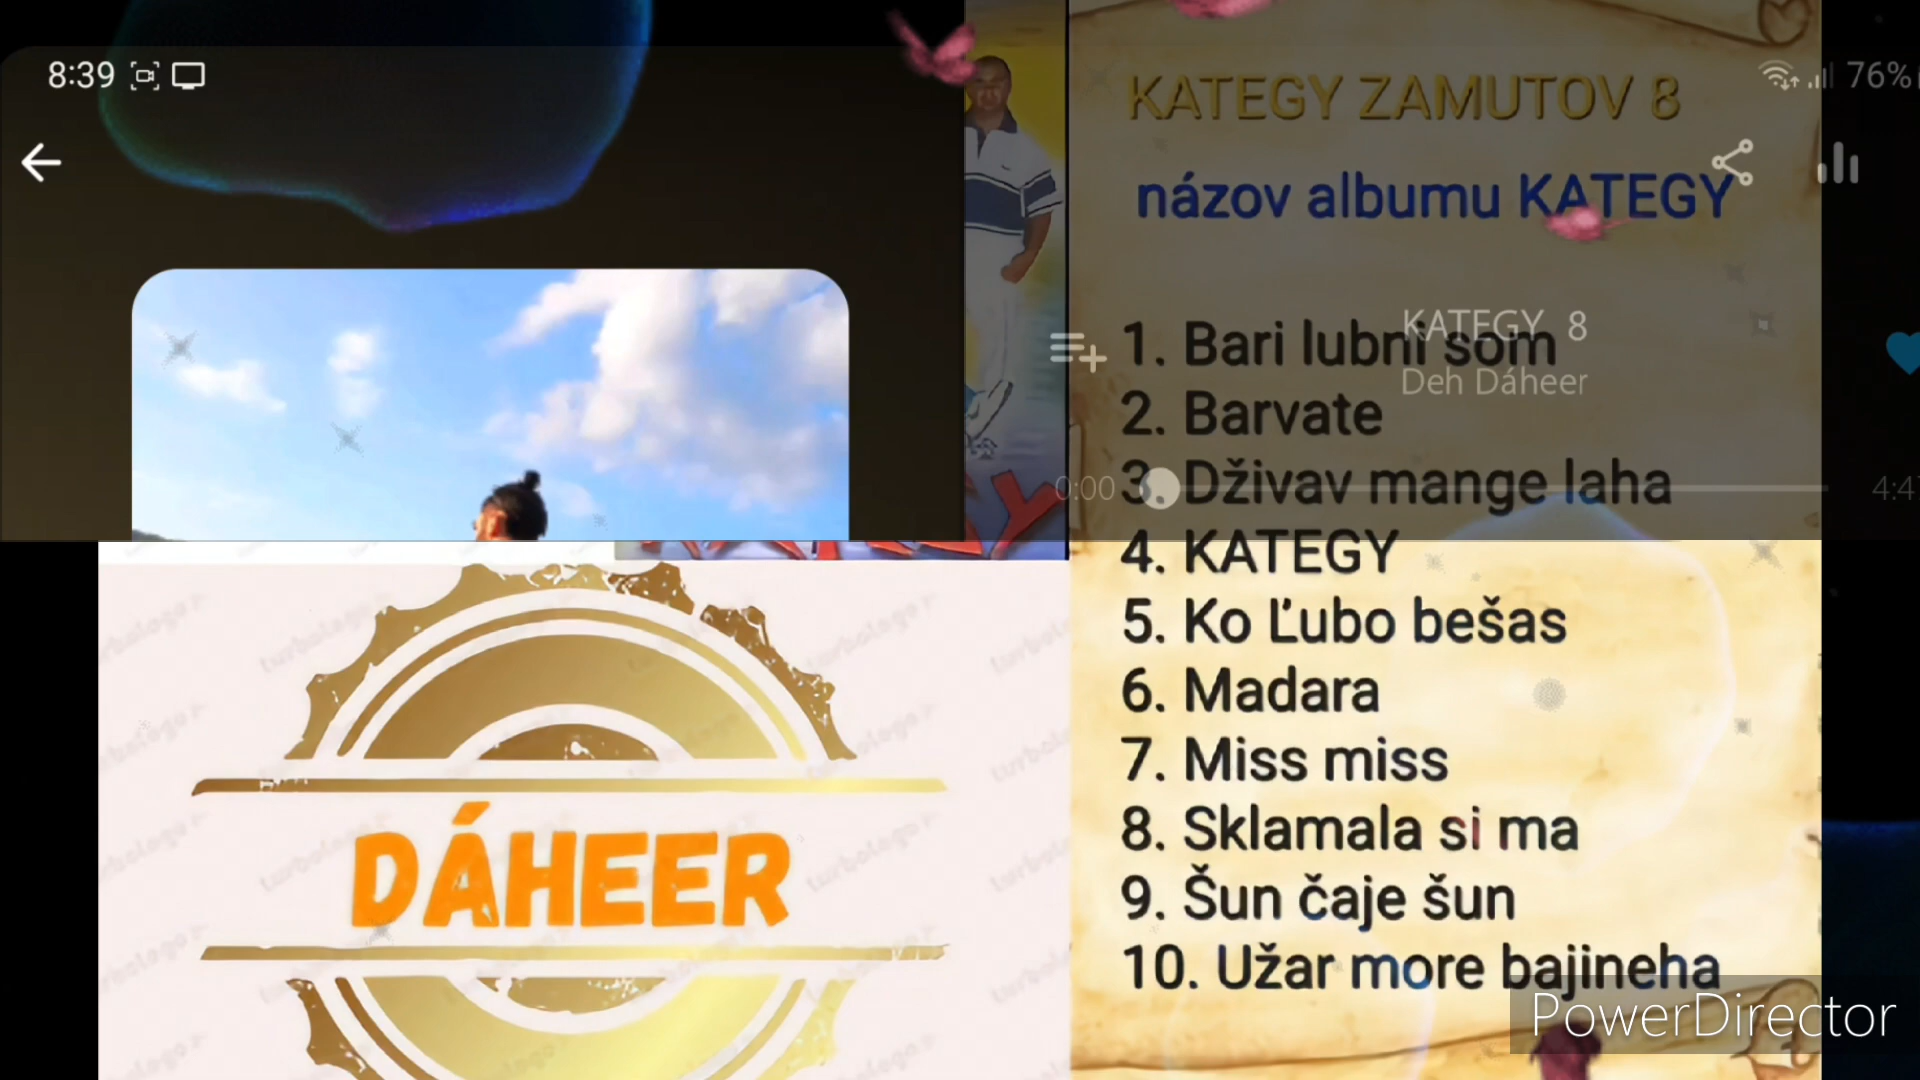 8:39
76%
KATEGY ZAMUTOV 8
názov albumu KATEGY
KATEGY 8
Deh Dáheer
0:00
1. Bari lubni som
2. Barvate
3. Dživav mange laha
4. KATEGY
5. Ko Ľubo bešas
6. Madara
7. Miss miss
8. Sklamala si ma
9. Šun čaje šun
10. Užar more bajineha
DÁHEER
turbologo
PowerDirector